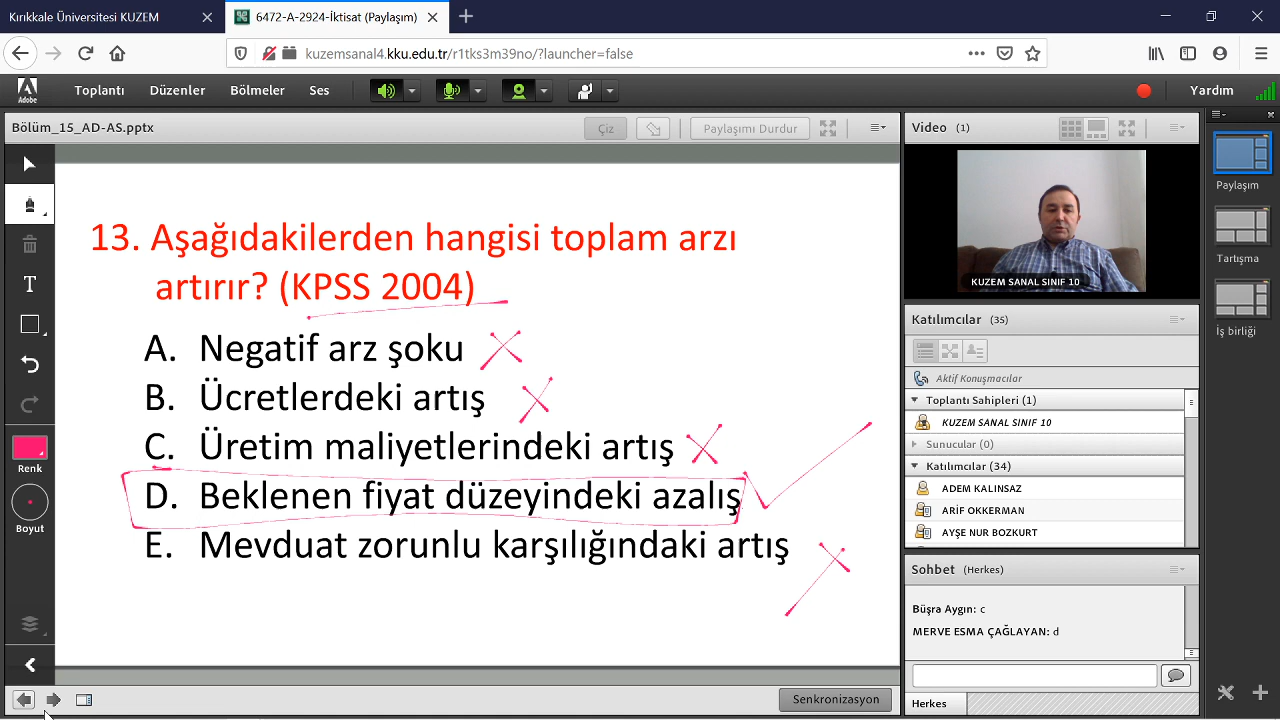 Kırıkkale Üniversitesi KUZEM
6472-A-2924-İktisat (Paylaşım)
kuzemsanal4.kku.edu.tr/r1tks3m39no/?launcher=false
Adobe
Toplantı
Düzenler
Bölmeler
Ses
Yardım
Bölüm_15_AD-AS.pptx
Çiz
Paylaşımı Durdur
T
Renk
Boyut
13. Aşağıdakilerden hangisi toplam arzı
artırır? (KPSS 2004)
A. Negatif arz şoku
B. Ücretlerdeki artış
C. Üretim maliyetlerindeki artış
D. Beklenen fiyat düzeyindeki azalış
E. Mevduat zorunlu karşılığındaki artış
Senkronizasyon
Video (1)
KUZEM SANAL SINIF 10
Katılımcılar (35)
Aktif Konuşmacılar
Toplantı Sahipleri (1)
KUZEM SANAL SINIF 10
Sunucular (0)
Katılımcılar (34)
ADEM KALINSAZ
ARİF OKKERMAN
AYŞE NUR BOZKURT
Sohbet (Herkes)
Büşra Aygın: c
MERVE ESMA ÇAĞLAYAN: d
Herkes
Paylaşım
Tartışma
İş birliği